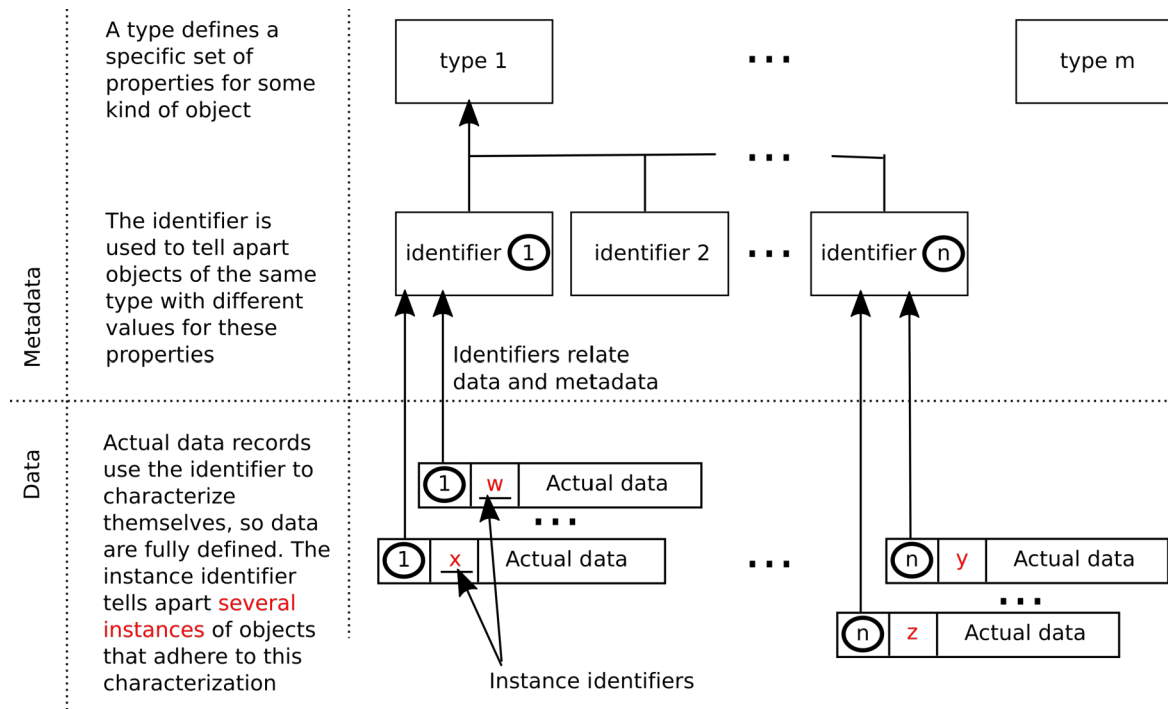 A type defines a
specific set of
properties for some
kind of object
type 1
...
type m
...
Metadata
The identifier is
used to tell apart
objects of the same
type with different
values for these
properties
identifier 1
identifier 2
...
identifier n
Identifiers relate
data and metadata
Data
Actual data records
use the identifier to
characterize
themselves, so data
are fully defined. The
instance identifier
tells apart several
instances of objects
that adhere to this
characterization
1 w Actual data
...
1 x Actual data
...
n y Actual data
...
n z Actual data
Instance identifiers